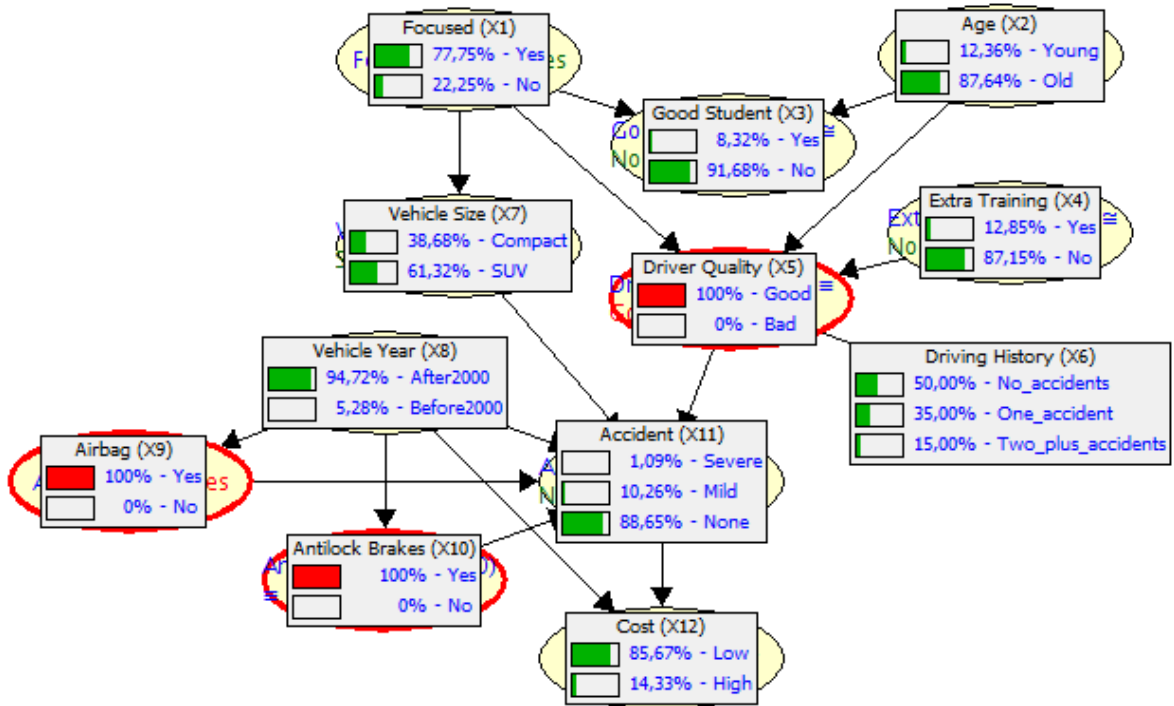 Focused (X1)
77,75% - Yes
22,25% - No
Age (X2)
12,36% - Young
87,64% - Old
Good Student (X3)
8,32% - Yes
91,68% - No
Vehicle Size (X7)
38,68% - Compact
61,32% - SUV
Extra Training (X4)
12,85% - Yes
87,15% - No
Driver Quality (X5)
100% - Good
0% - Bad
Vehicle Year (X8)
94,72% - After2000
5,28% - Before2000
Driving History (X6)
50,00% - No_accidents
35,00% - One_accident
15,00% - Two_plus_accidents
Airbag (X9)
100% - Yes
0% - No
Accident (X11)
1,09% - Severe
10,26% - Mild
88,65% - None
Antilock Brakes (X10)
100% - Yes
0% - No
Cost (X12)
85,67% - Low
14,33% - High